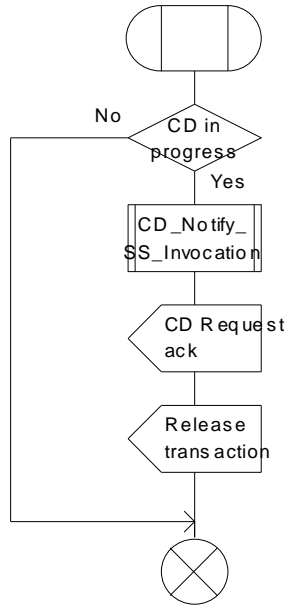 No
CD in
progress
Yes
CD_Notify_
SS_Invocation
CD Request
ack
Release
transaction